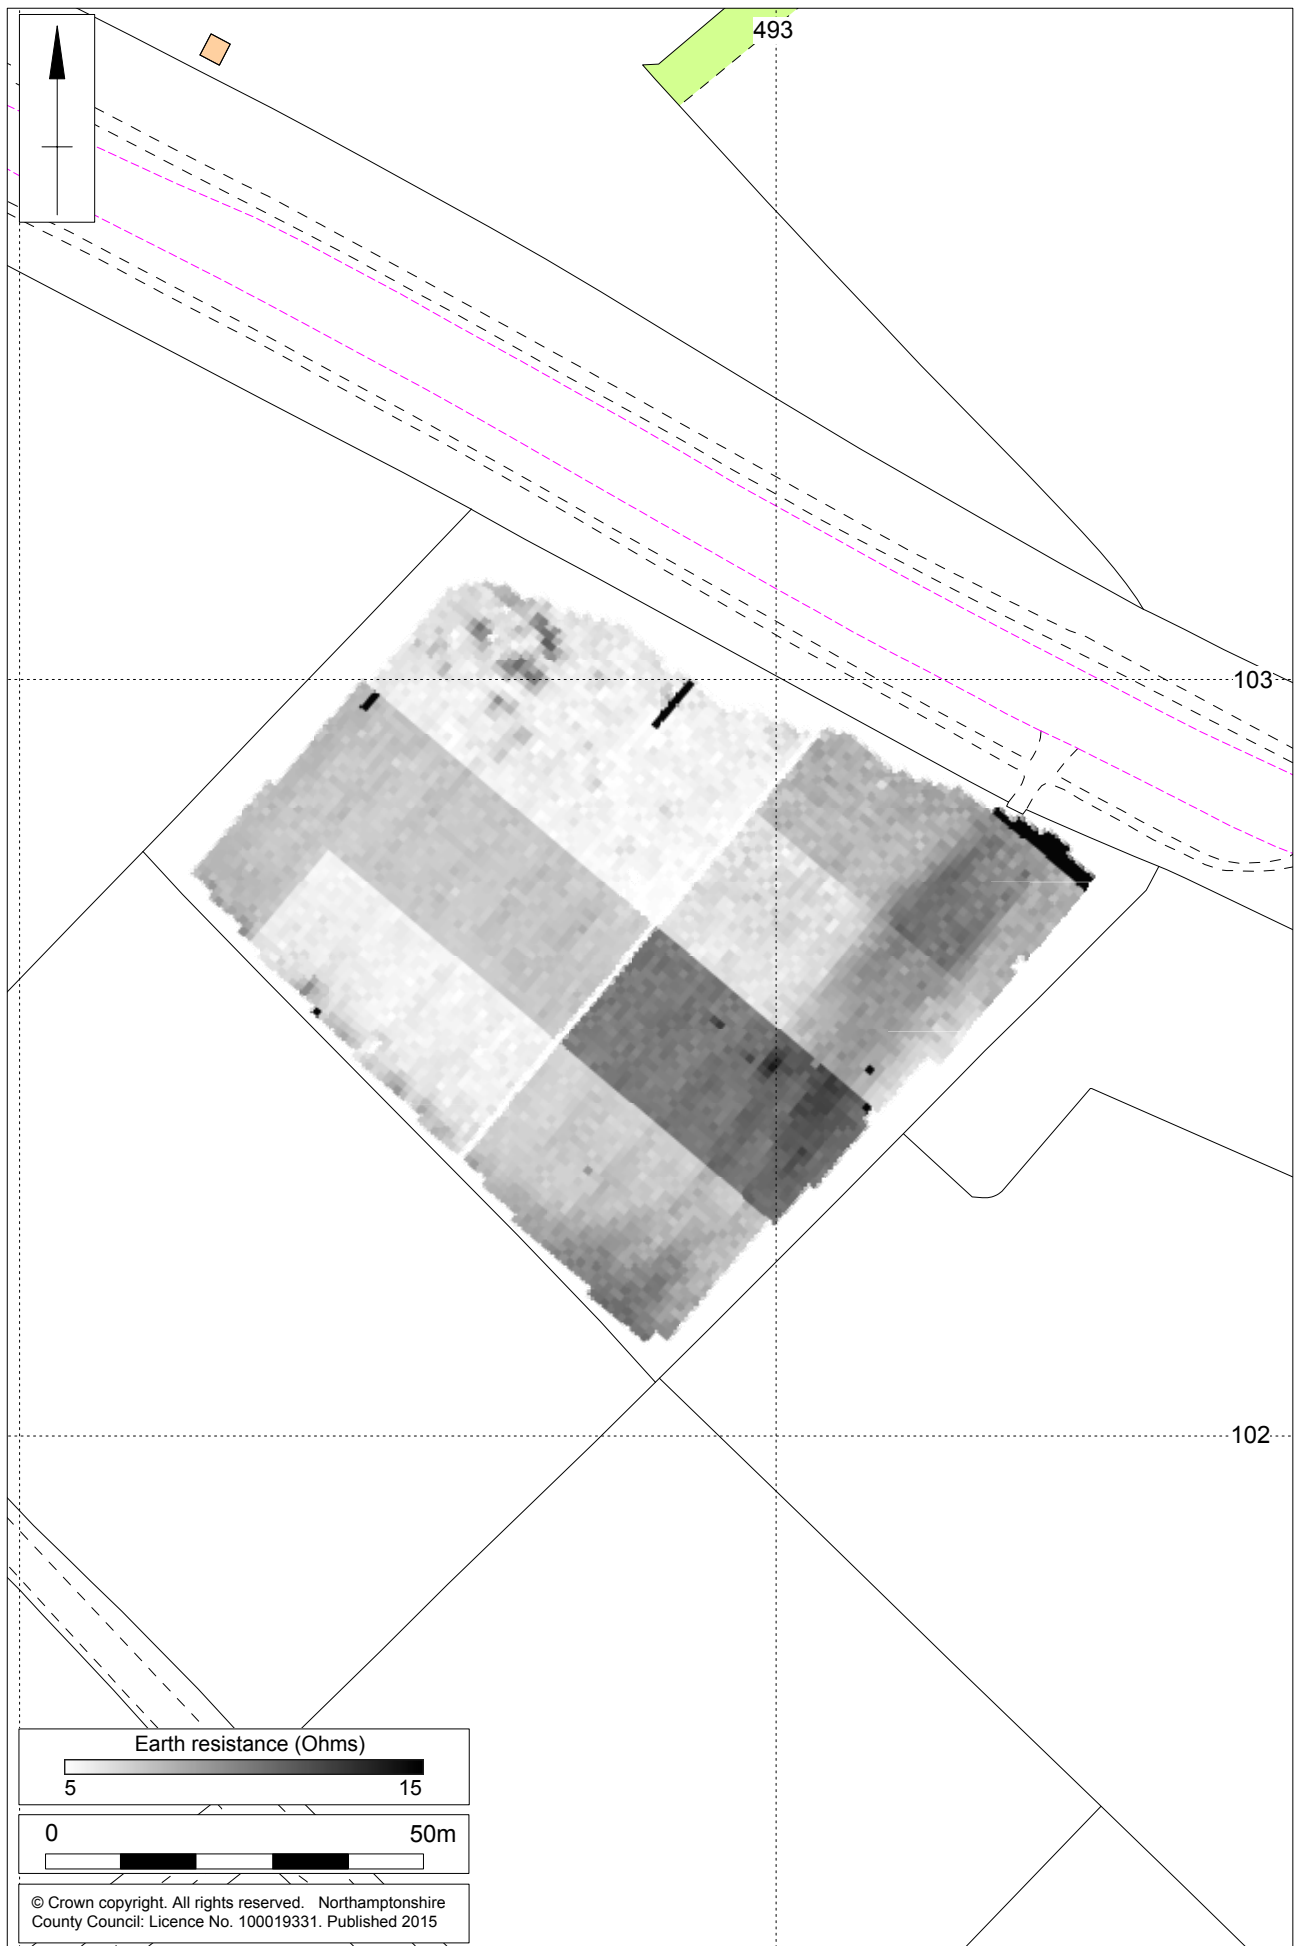 493
103
102
Earth resistance (Ohms)
5 15
0 50m
© Crown copyright. All rights reserved. Northamptonshire
County Council: Licence No. 100019331. Published 2015